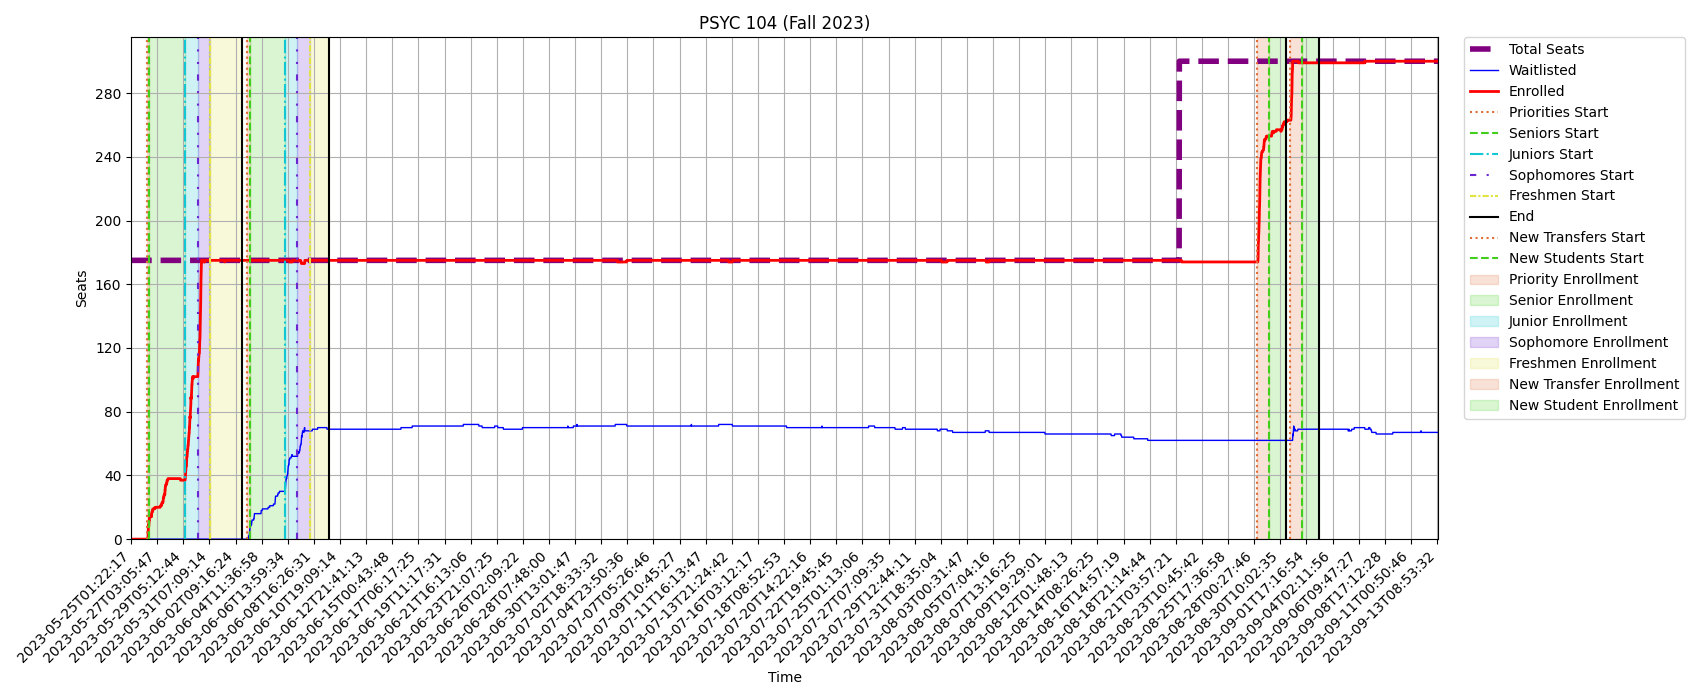 PSYC 104 (Fall 2023)
Seats
280
240
200
160
120
80
40
0
2023-05-25T01:22:17
2023-05-27T03:05:47
2023-05-29T05:12:44
2023-05-31T07:09:14
2023-06-02T09:16:24
2023-06-04T11:36:58
2023-06-06T13:59:34
2023-06-08T16:26:31
2023-06-10T19:09:14
2023-06-12T21:41:13
2023-06-15T00:43:48
2023-06-17T06:17:25
2023-06-19T11:17:31
2023-06-21T16:13:06
2023-06-23T21:07:25
2023-06-26T02:09:22
2023-06-28T07:48:00
2023-06-30T13:01:47
2023-07-02T18:33:32
2023-07-04T23:50:36
2023-07-07T05:26:46
2023-07-09T10:45:27
2023-07-11T16:13:47
2023-07-13T21:24:42
2023-07-16T03:12:17
2023-07-18T08:52:53
2023-07-20T14:22:16
2023-07-22T19:45:45
2023-07-25T01:13:06
2023-07-27T07:09:35
2023-07-29T12:44:11
2023-07-31T18:35:04
2023-08-03T00:31:47
2023-08-05T07:04:16
2023-08-07T13:16:25
2023-08-09T19:29:01
2023-08-12T01:48:13
2023-08-14T08:26:25
2023-08-16T14:57:19
2023-08-18T21:14:44
2023-08-21T03:57:21
2023-08-23T10:45:42
2023-08-25T17:36:58
2023-08-28T00:27:46
2023-08-30T10:02:35
2023-09-01T17:16:54
2023-09-04T02:11:56
2023-09-06T09:47:27
2023-09-08T17:12:28
2023-09-11T00:50:46
2023-09-13T08:53:32
Time
Total Seats
Waitlisted
Enrolled
Priorities Start
Seniors Start
Juniors Start
Sophomores Start
Freshmen Start
End
New Transfers Start
New Students Start
Priority Enrollment
Senior Enrollment
Junior Enrollment
Sophomore Enrollment
Freshmen Enrollment
New Transfer Enrollment
New Student Enrollment